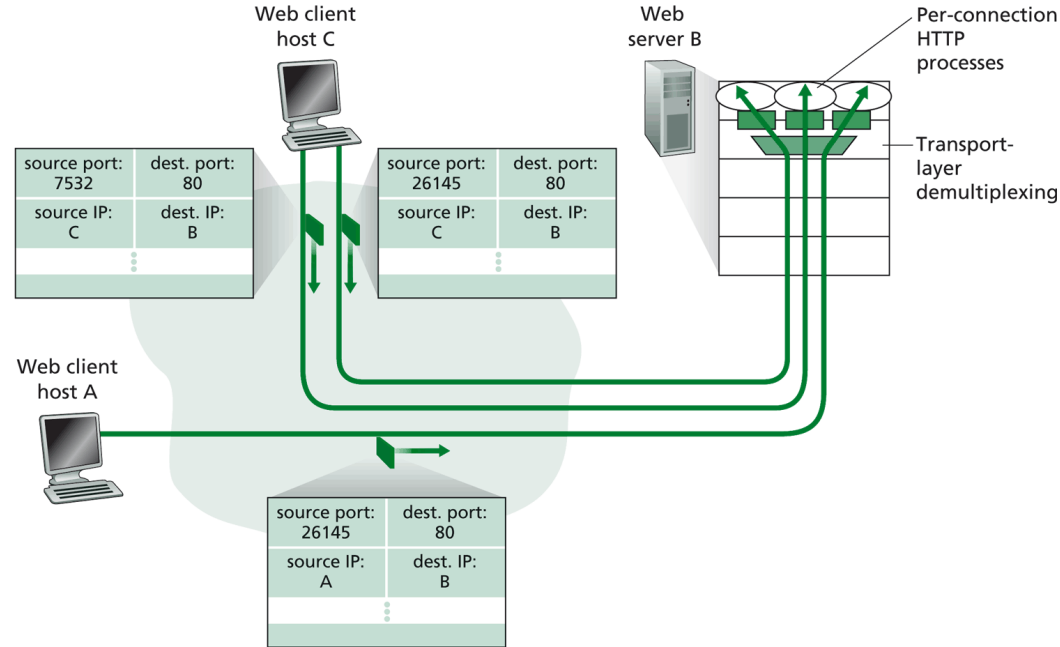 Web client
host C
Web
server B
Per-connection
HTTP
processes
Transport-
layer
demultiplexing
source port:
7532
dest. port:
80
source IP:
C
dest. IP:
B
source port:
26145
dest. port:
80
source IP:
C
dest. IP:
B
Web client
host A
source port:
26145
dest. port:
80
source IP:
A
dest. IP:
B